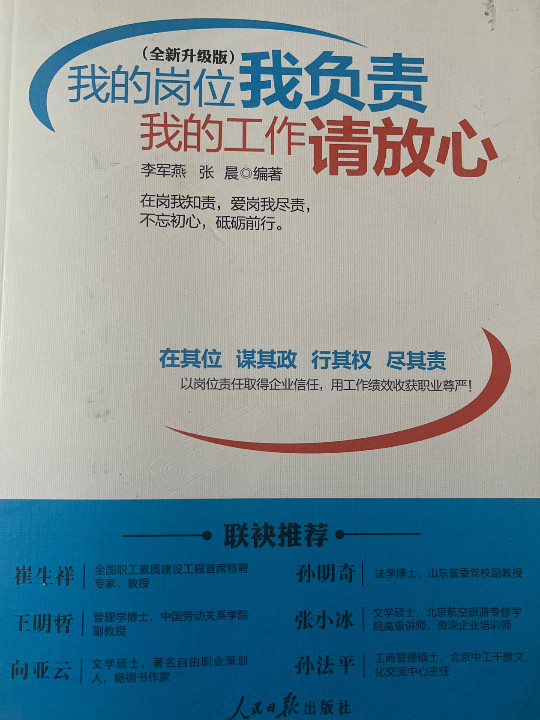 (全新升级版)
我的岗位我负责
我的工作请放心
李军燕 张晨◎编著
在岗我知责，爱岗我尽责，
不忘初心，砥砺前行。
在其位 谋其政 行其权 尽其责
以岗位责任取得企业信任，用工作绩效收获职业尊严！
联袂推荐
崔生祥 全国职工素质建设工程首席特聘
专家、教授
孙明奇 法学博士，山东省委党校副教授
王明哲 管理学博士，中国劳动关系学院
副教授
张小冰 文学硕士，北京航空旅游专修学
院高级讲师，资深企业培训师
向亚云 文学硕士，著名自由职业策划
人，畅销书作家
孙法平 工商管理硕士，北京中工干教文
化交流中心主任
人民日报出版社